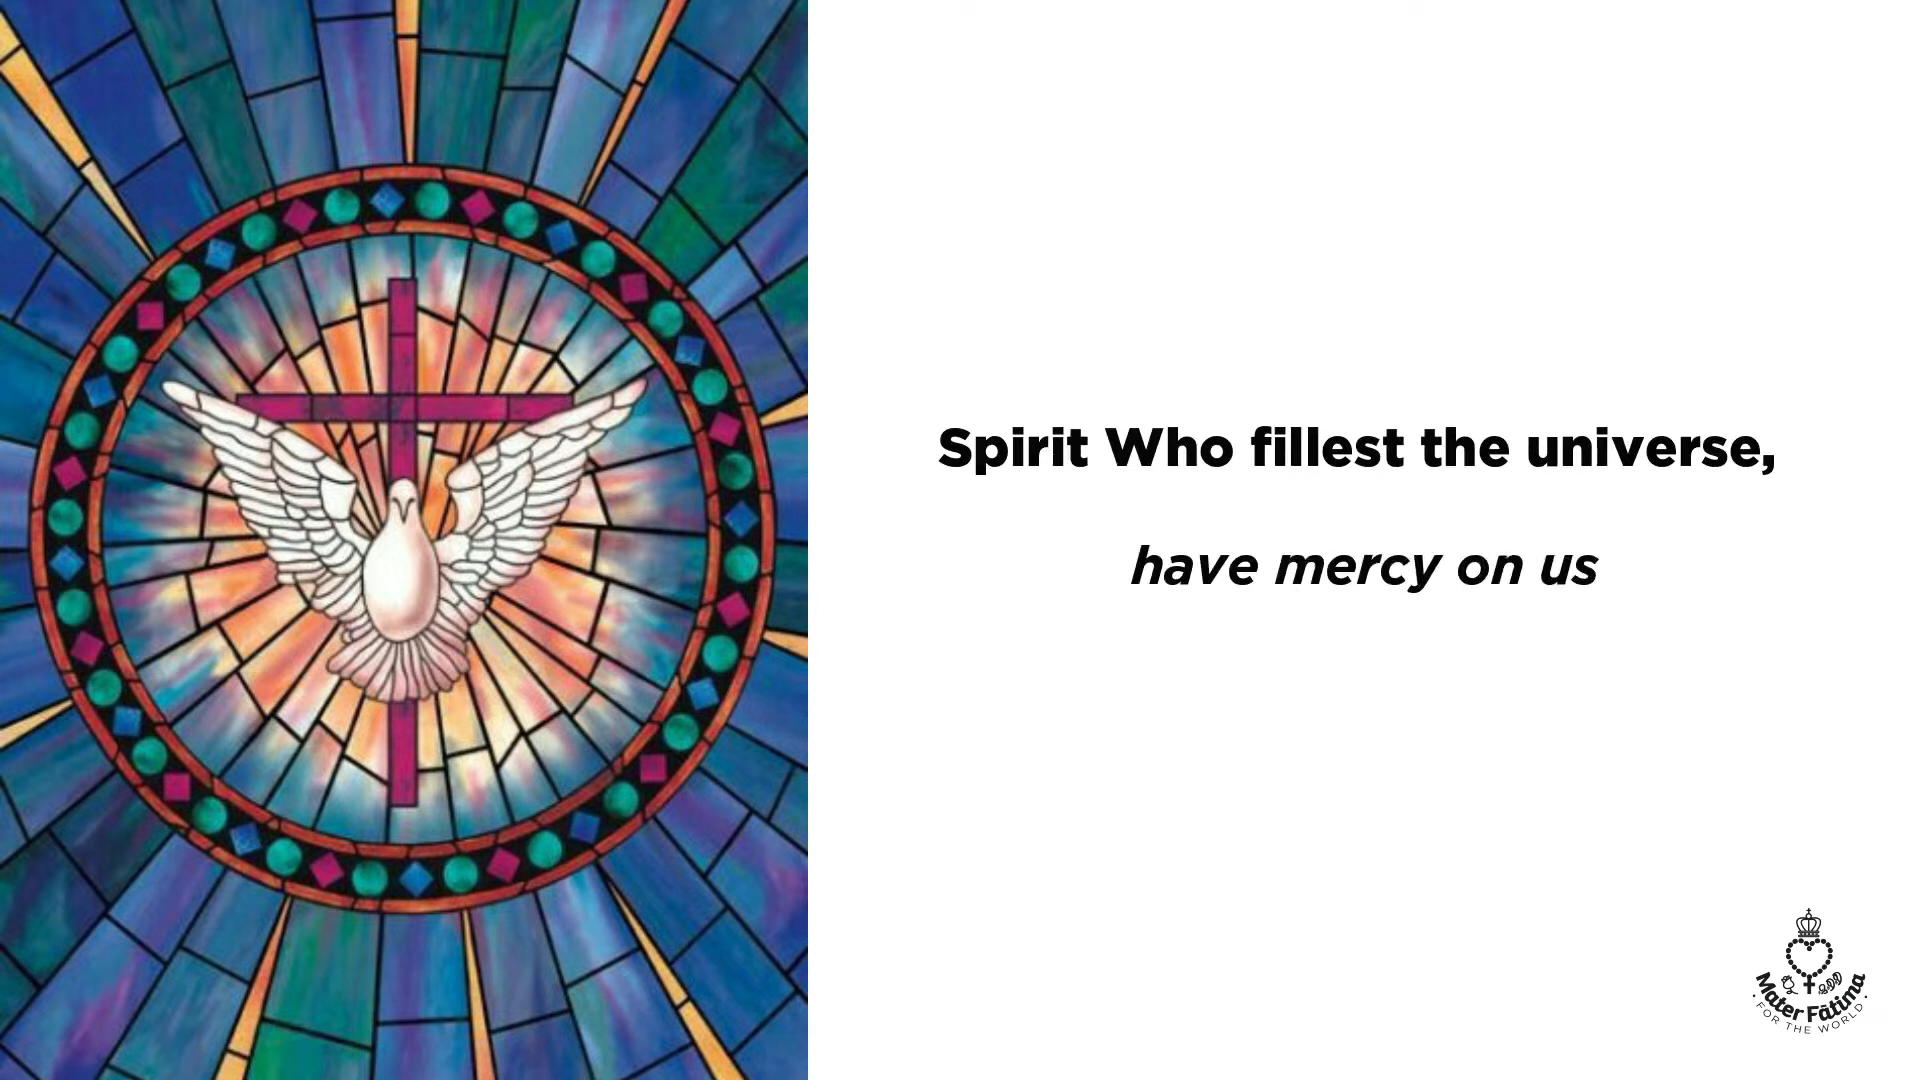 Spirit Who fillest the universe,
have mercy on us
Mater Fátima
· FOR THE WORLD ·